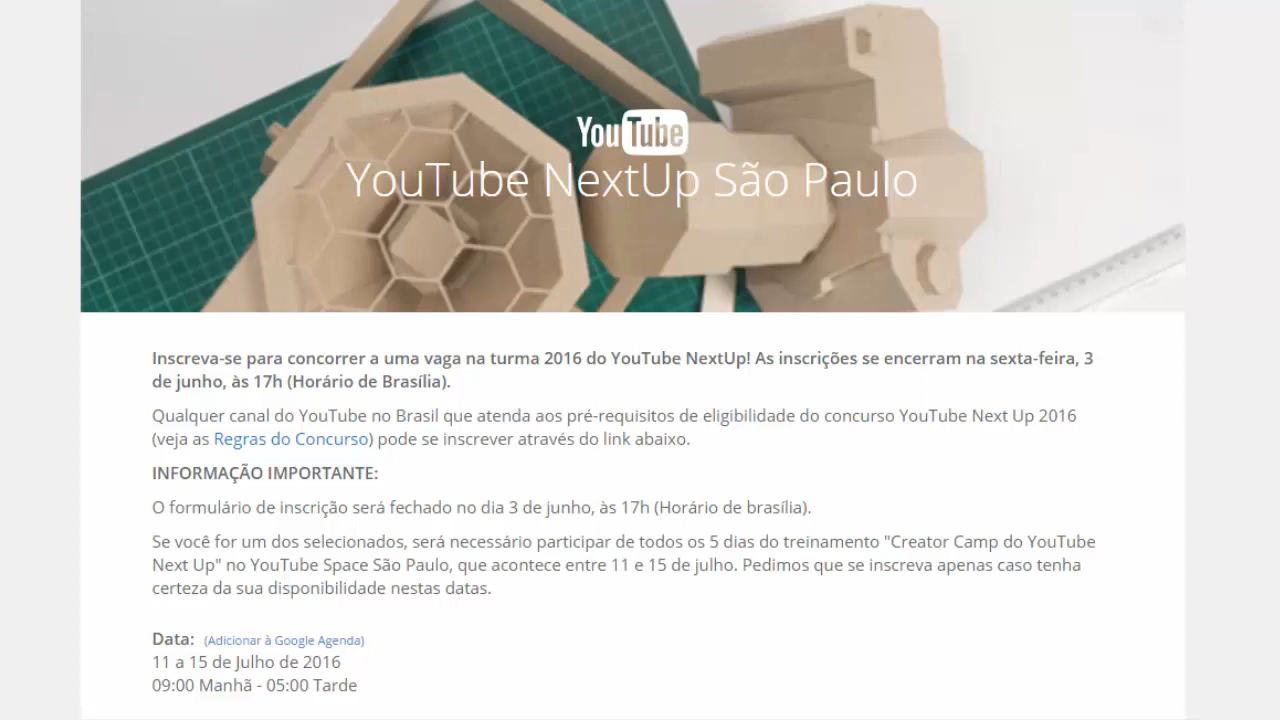 YouTube
YouTube NextUp São Paulo
Inscreva-se para concorrer a uma vaga na turma 2016 do YouTube NextUp! As inscrições se encerram na sexta-feira, 3
de junho, às 17h (Horário de Brasília).
Qualquer canal do YouTube no Brasil que atenda aos pré-requisitos de eligibilidade do concurso YouTube Next Up 2016
(veja as Regras do Concurso) pode se inscrever através do link abaixo.
INFORMAÇÃO IMPORTANTE:
O formulário de inscrição será fechado no dia 3 de junho, às 17h (Horário de brasília).
Se você for um dos selecionados, será necessário participar de todos os 5 dias do treinamento "Creator Camp do YouTube
Next Up" no YouTube Space São Paulo, que acontece entre 11 e 15 de julho. Pedimos que se inscreva apenas caso tenha
certeza da sua disponibilidade nestas datas.
Data: (Adicionar à Google Agenda)
11 a 15 de Julho de 2016
09:00 Manhã - 05:00 Tarde